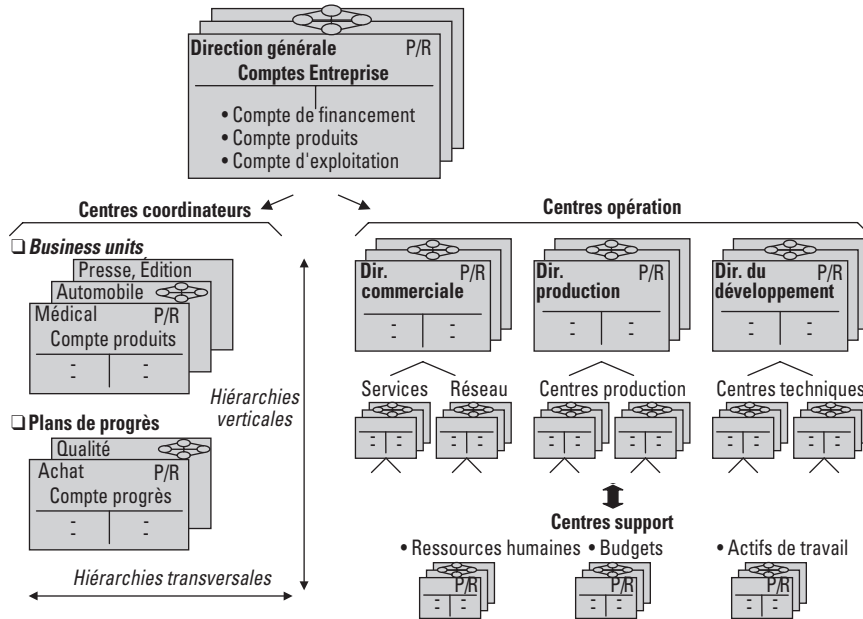 Direction générale P/R
Comptes Entreprise
• Compte de financement
• Compte produits
• Compte d'exploitation
Centres coordinateurs
❑ Business units
Presse, Édition
Automobile
Médical P/R
Compte produits
- -
- -
❑ Plans de progrès
Qualité
Achat P/R
Compte progrès
- -
- -
Hiérarchies
verticales
Hiérarchies transversales
Centres opération
Dir. P/R
commerciale
- -
- -
Dir. P/R
production
- -
- -
Dir. du P/R
développement
- -
- -
Services Réseau
- - - -
- - - -
Centres production
- - - -
- - - -
Centres techniques
- - - -
- - - -
Centres support
• Ressources humaines • Budgets • Actifs de travail
P/R P/R P/R
- - - - - -
- - - - - -